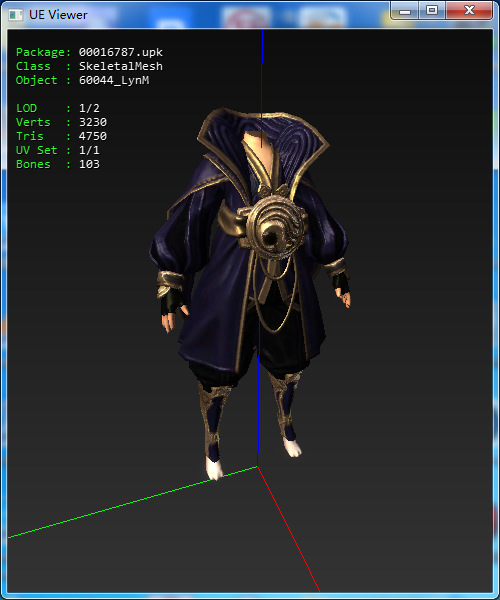 UE Viewer
Package: 00016787.upk
Class : SkeletalMesh
Object : 60044_LynM
LOD : 1/2
Verts : 3230
Tris : 4750
UV Set : 1/1
Bones : 103